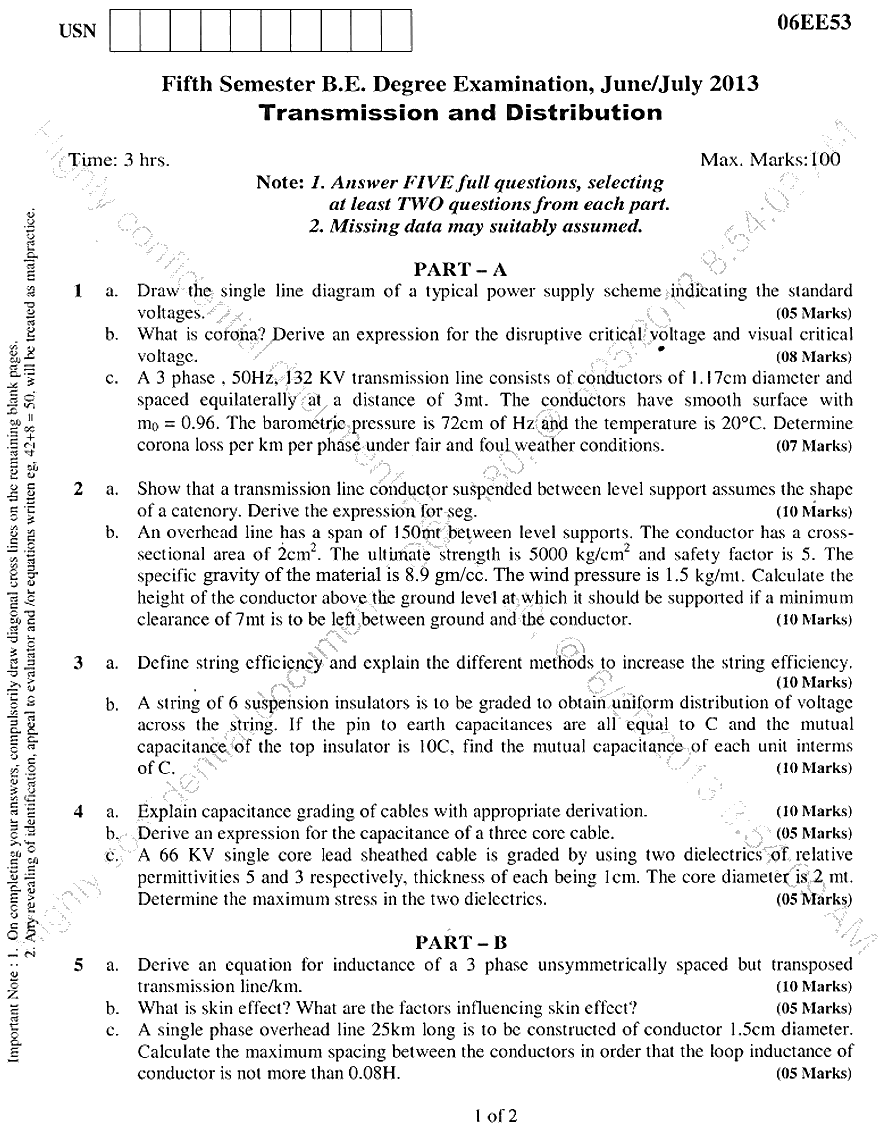 06EE53
USN
Fifth Semester B.E. Degree Examination, June/July 2013
Transmission and Distribution
Time: 3 hrs. Max. Marks:100
Note: 1. Answer FIVE full questions, selecting
at least TWO questions from each part.
2. Missing data may suitably assumed.
PART – A
1 a. Draw the single line diagram of a typical power supply scheme indicating the standard
voltages. (05 Marks)
b. What is corona? Derive an expression for the disruptive critical voltage and visual critical
voltage. (08 Marks)
c. A 3 phase , 50Hz, 132 KV transmission line consists of conductors of 1.17cm diameter and
spaced equilaterally at a distance of 3mt. The conductors have smooth surface with
m₀ = 0.96. The barometric pressure is 72cm of Hz and the temperature is 20°C. Determine
corona loss per km per phase under fair and foul weather conditions. (07 Marks)
2 a. Show that a transmission line conductor suspended between level support assumes the shape
of a catenory. Derive the expression for seg. (10 Marks)
b. An overhead line has a span of 150mt between level supports. The conductor has a cross-
sectional area of 2cm². The ultimate strength is 5000 kg/cm² and safety factor is 5. The
specific gravity of the material is 8.9 gm/cc. The wind pressure is 1.5 kg/mt. Calculate the
height of the conductor above the ground level at which it should be supported if a minimum
clearance of 7mt is to be left between ground and the conductor. (10 Marks)
3 a. Define string efficiency and explain the different methods to increase the string efficiency.
(10 Marks)
b. A string of 6 suspension insulators is to be graded to obtain uniform distribution of voltage
across the string. If the pin to earth capacitances are all equal to C and the mutual
capacitance of the top insulator is 10C, find the mutual capacitance of each unit interms
of C. (10 Marks)
4 a. Explain capacitance grading of cables with appropriate derivation. (10 Marks)
b. Derive an expression for the capacitance of a three core cable. (05 Marks)
c. A 66 KV single core lead sheathed cable is graded by using two dielectrics of relative
permittivities 5 and 3 respectively, thickness of each being 1cm. The core diameter is 2 mt.
Determine the maximum stress in the two dielectrics. (05 Marks)
PART – B
5 a. Derive an equation for inductance of a 3 phase unsymmetrically spaced but transposed
transmission line/km. (10 Marks)
b. What is skin effect? What are the factors influencing skin effect? (05 Marks)
c. A single phase overhead line 25km long is to be constructed of conductor 1.5cm diameter.
Calculate the maximum spacing between the conductors in order that the loop inductance of
conductor is not more than 0.08H. (05 Marks)
1 of 2
Important Note : 1. On completing your answers, compulsorily draw diagonal cross lines on the remaining blank pages.
2. Any revealing of identification, appeal to evaluator and /or equations written eg, 42+8 = 50, will be treated as malpractice.